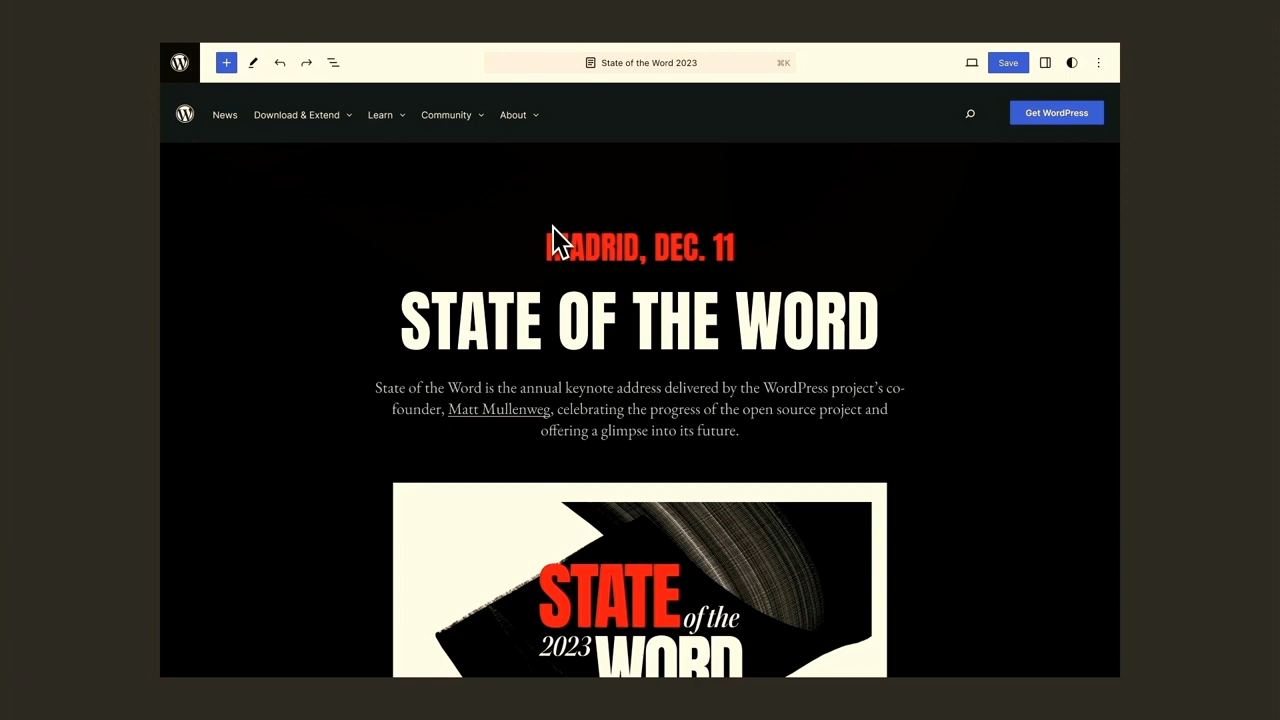 State of the Word 2023
⌘K
Save
News
Download & Extend
Learn
Community
About
Get WordPress
MADRID, DEC. 11
STATE OF THE WORD
State of the Word is the annual keynote address delivered by the WordPress project’s co-
founder, Matt Mullenweg, celebrating the progress of the open source project and
offering a glimpse into its future.
STATE
of the
2023 WORD